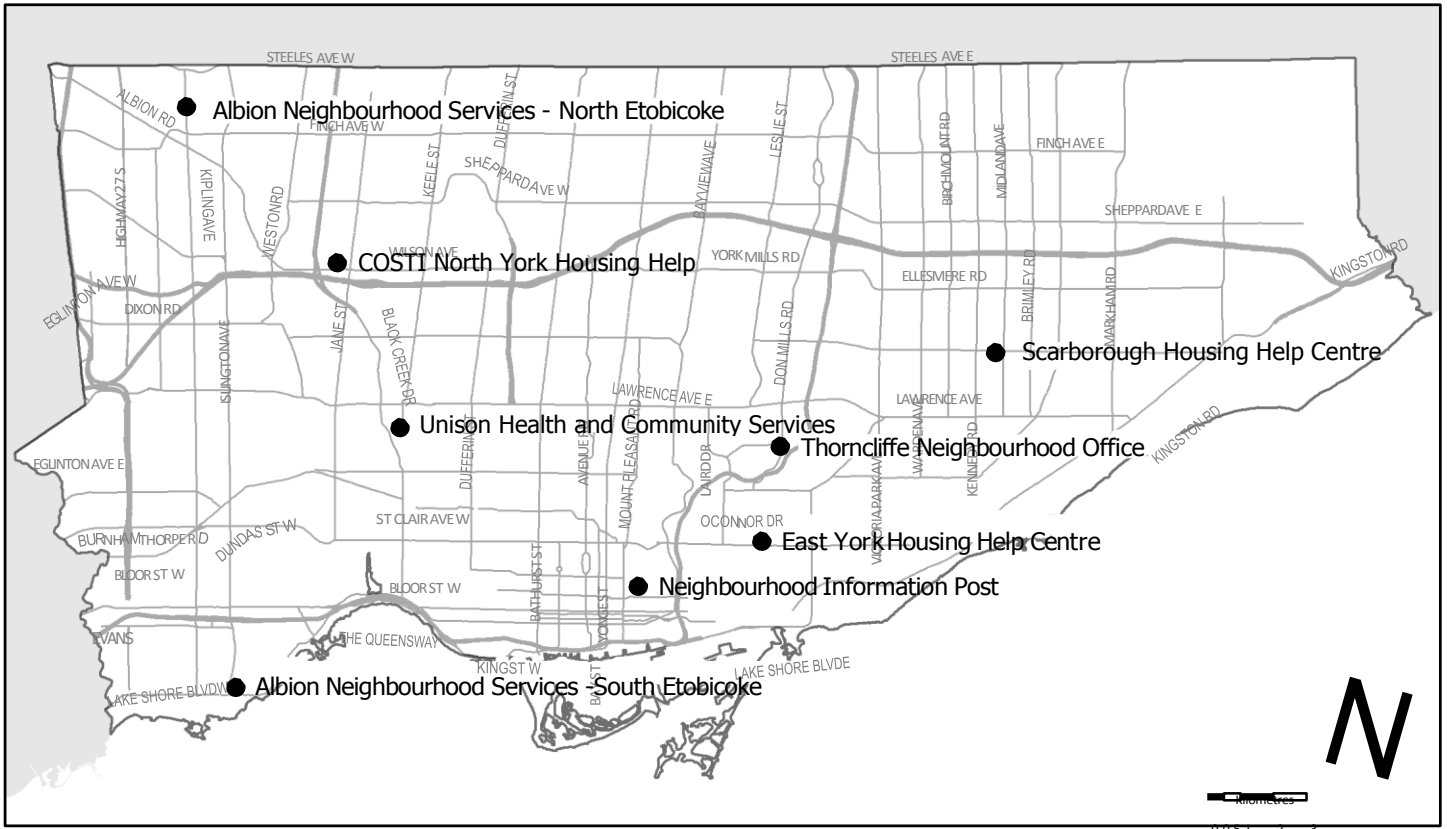 STEELES AVE W
STEELES AVE E
ALBION RD
Albion Neighbourhood Services - North Etobicoke
FINCH AVE W
DUFFERIN ST
LESLIE ST
BIRCHMOUNT RD
MIDLAND AVE
FINCH AVE E
KEELE ST
SHEPPARD AVE W
BAYVIEW AVE
HIGHWAY 27 S
KIPLING AVE
WESTON RD
SHEPPARD AVE E
WILSON AVE
COSTI North York Housing Help
YORK MILLS RD
ELLESMERE RD
BRIMLEY RD
MARKHAM RD
KINGSTON RD
EGLINTON AVE W
DIXON RD
ISLINGTON AVE
JANE ST
BLACK CREEK DR
DON MILLS RD
Scarborough Housing Help Centre
LAWRENCE AVE E
LAWRENCE AVE
Unison Health and Community Services
Thorncliffe Neighbourhood Office
KINGSTON RD
EGLINTON AVE E
DUFFERIN ST
AVENUE R
MOUNT PLEASANT RD
LAIRD DR
VICTORIA PARK AV
WARDEN AV
KENNEDY RD
ST CLAIR AVE W
OCONNOR DR
BURNHAMTHORPE RD
DUNDAS ST W
East York Housing Help Centre
BLOOR ST W
BLOOR ST W
BATHURST ST
YONGE ST
Neighbourhood Information Post
EVANS
THE QUEENSWAY
KING ST W
BAY ST
LAKE SHORE BLVD E
LAKE SHORE BLVD W
Albion Neighbourhood Services -South Etobicoke
N
kilometres